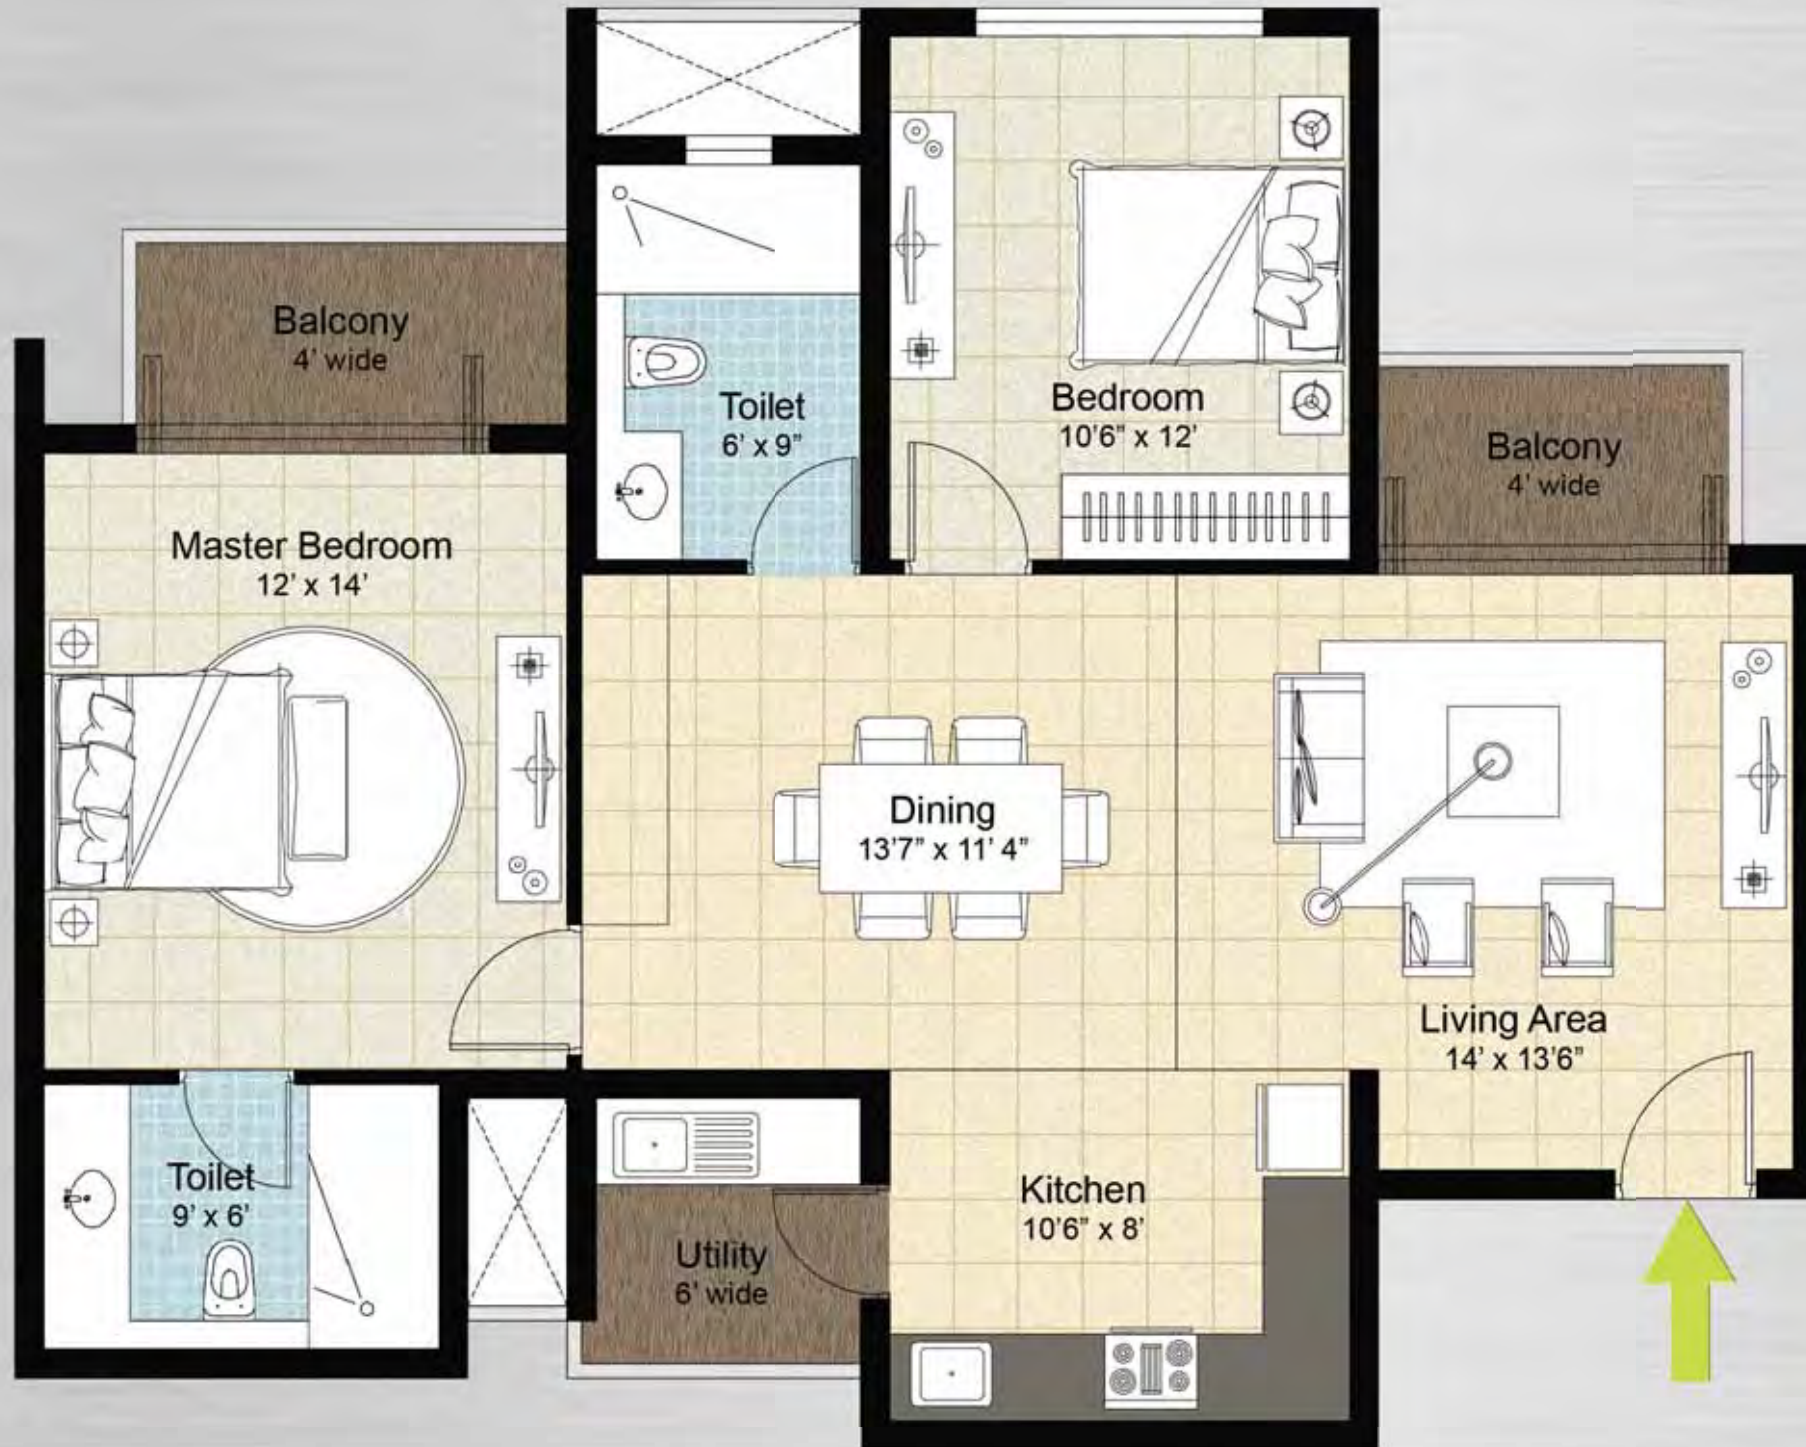 Balcony
4' wide
Toilet
6' x 9”
Bedroom
10'6” x 12'
Balcony
4' wide
Master Bedroom
12' x 14'
Dining
13'7” x 11' 4”
Living Area
14' x 13'6”
Toilet
9' x 6'
Utility
6' wide
Kitchen
10'6” x 8'